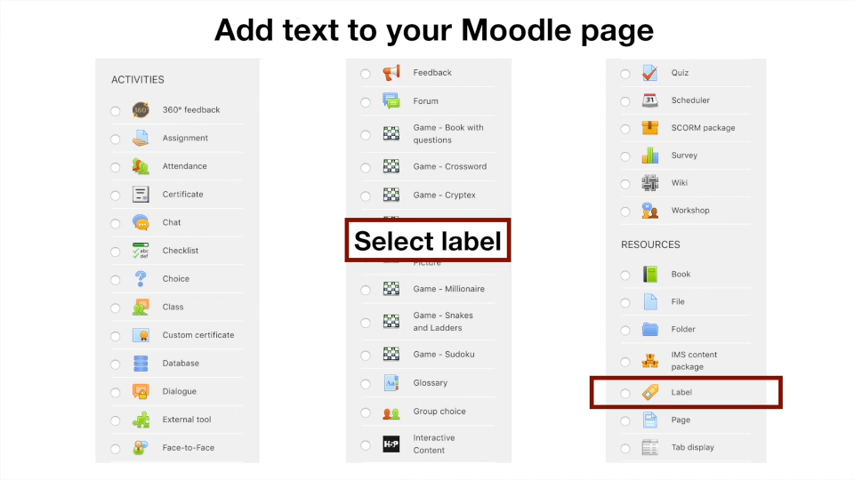 Add text to your Moodle page
ACTIVITIES
360° feedback
Assignment
Attendance
Certificate
Chat
Checklist
Choice
Class
Custom certificate
Database
Dialogue
External tool
Face-to-Face
Feedback
Forum
Game - Book with
questions
Game - Crossword
Game - Cryptex
Select label
Picture
Game - Millionaire
Game - Snakes
and Ladders
Game - Sudoku
Glossary
Group choice
Interactive
Content
Quiz
31
Scheduler
SCORM package
Survey
Wiki
Workshop
RESOURCES
Book
File
Folder
IMS content
package
Label
Page
Tab display